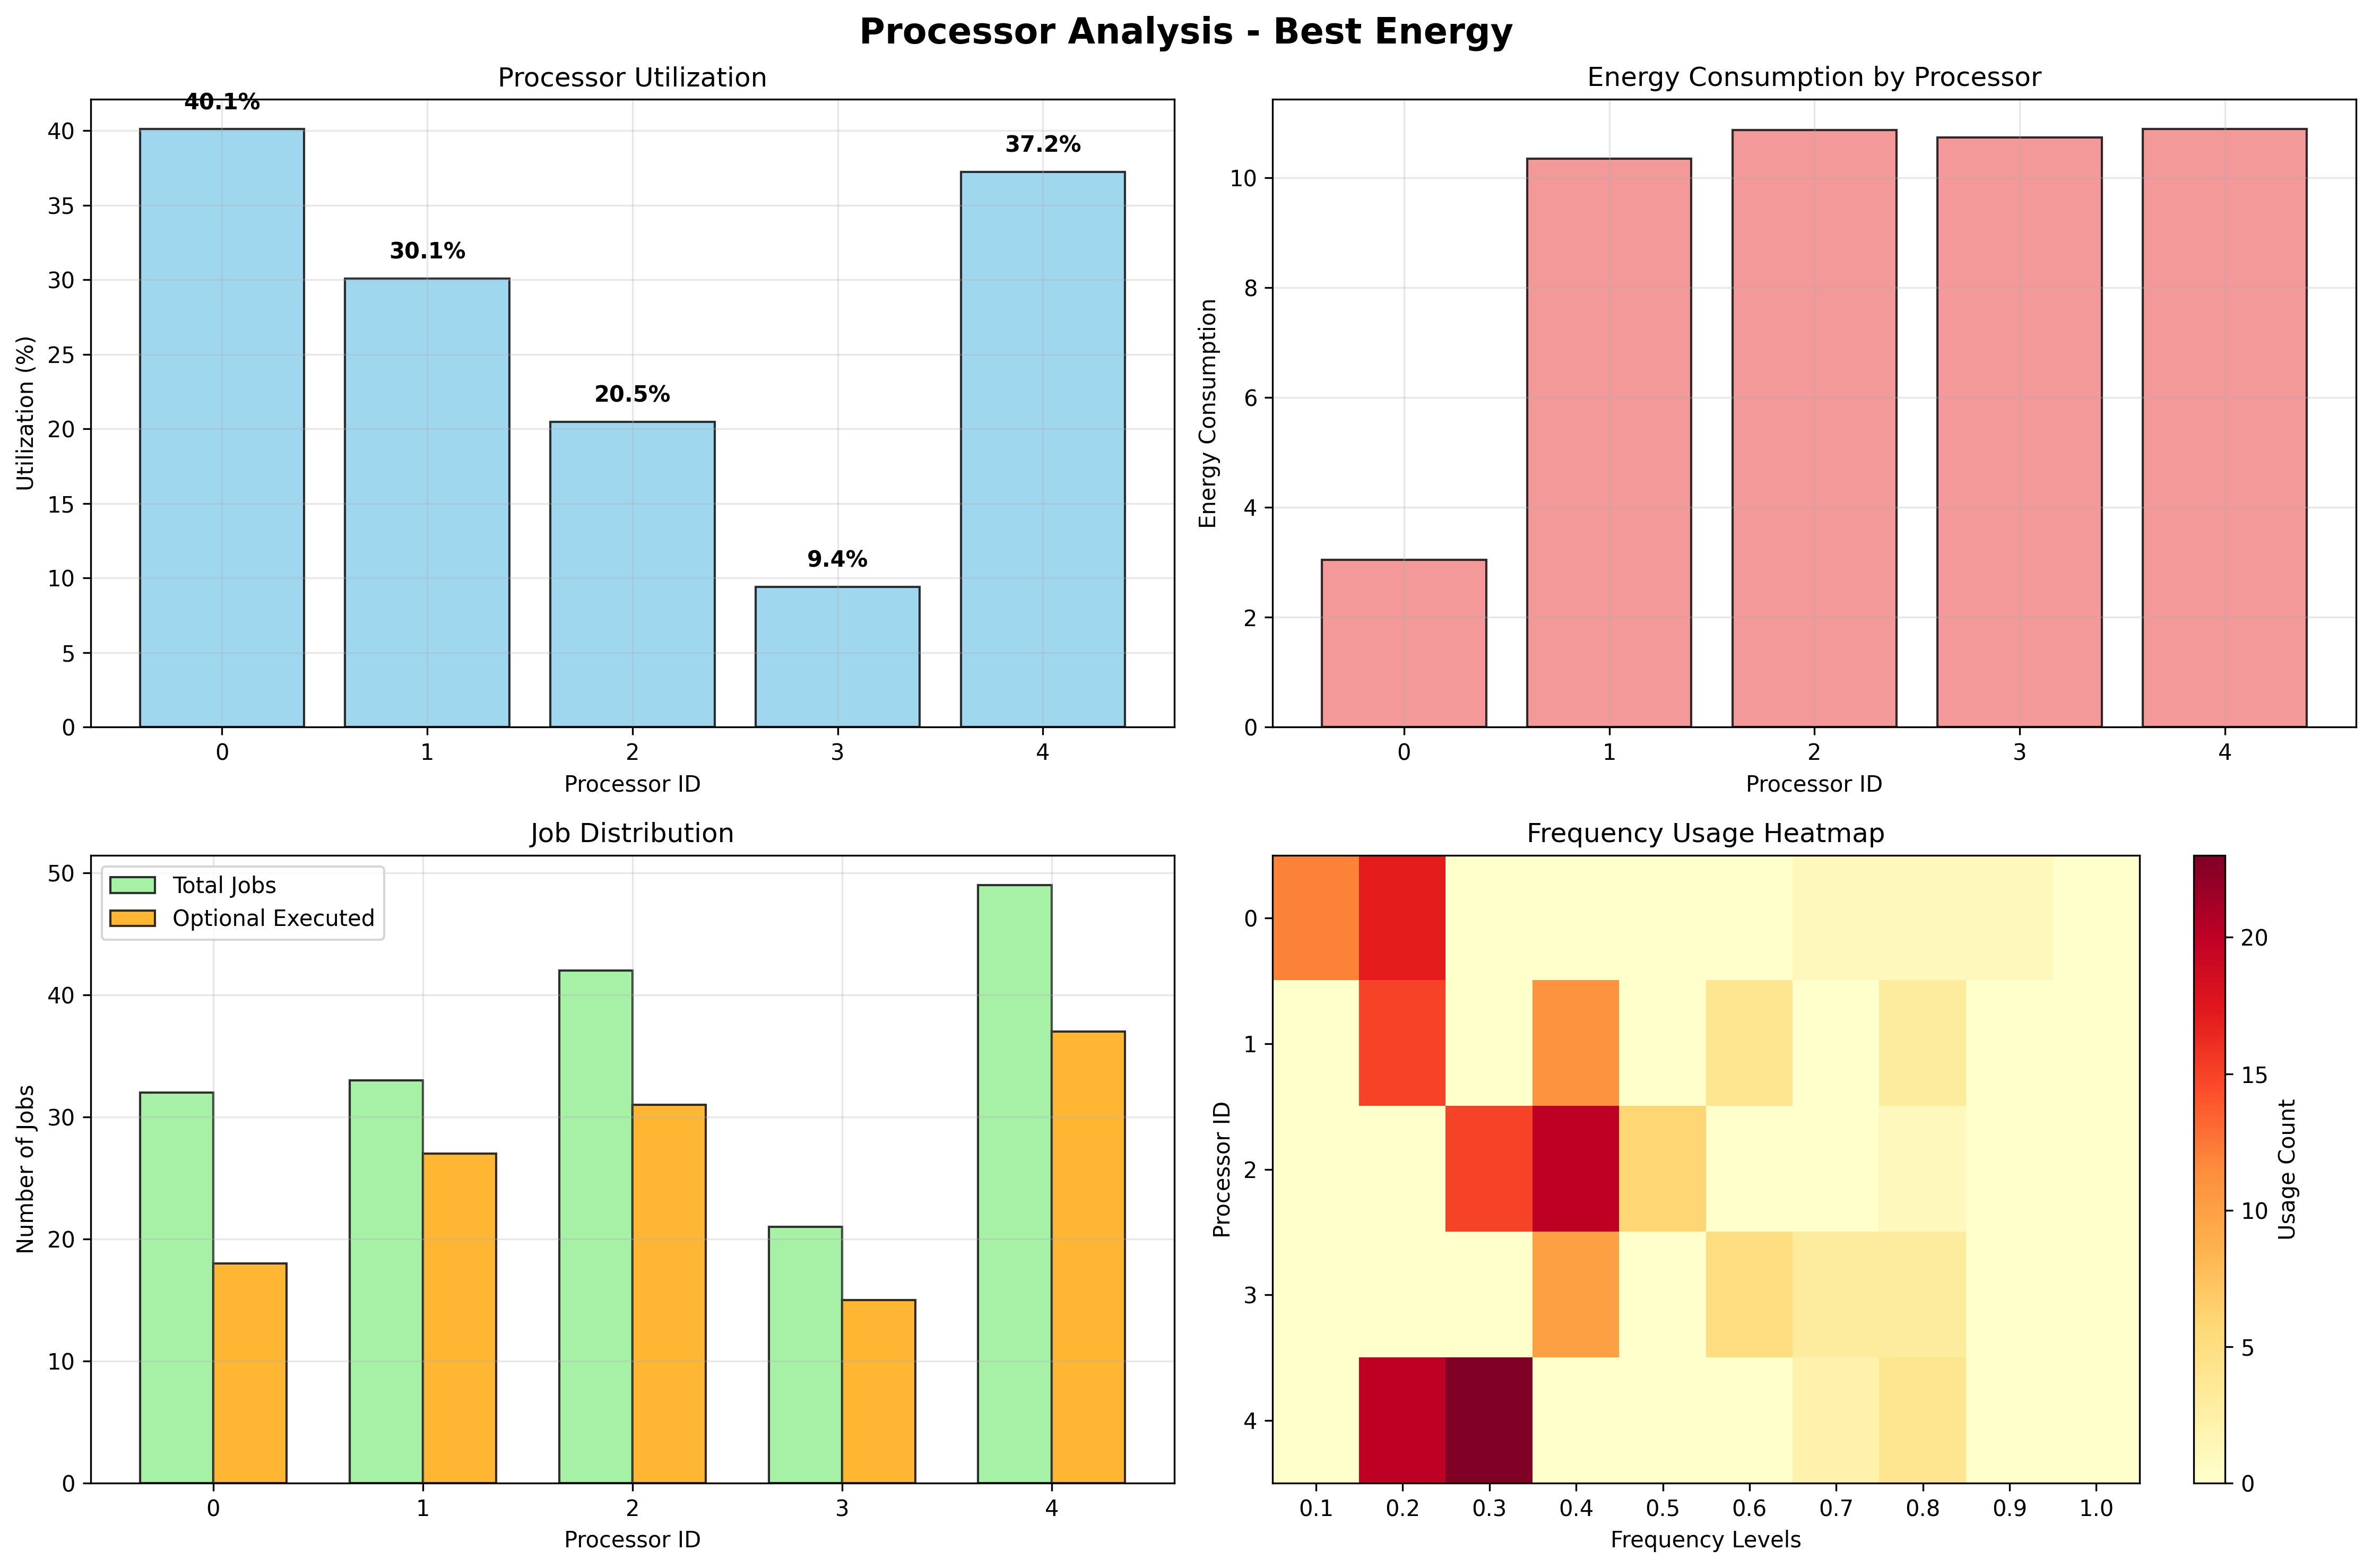 Processor Analysis - Best Energy
Processor Utilization
40.1%
30.1%
20.5%
9.4%
37.2%
Utilization (%)
40
35
30
25
20
15
10
5
0
0 1 2 3 4
Processor ID
Energy Consumption by Processor
Energy Consumption
10
8
6
4
2
0
0 1 2 3 4
Processor ID
Job Distribution
Total Jobs
Optional Executed
Number of Jobs
50
40
30
20
10
0
0 1 2 3 4
Processor ID
Frequency Usage Heatmap
Processor ID
0
1
2
3
4
0.1 0.2 0.3 0.4 0.5 0.6 0.7 0.8 0.9 1.0
Frequency Levels
20
15
10
5
0
Usage Count